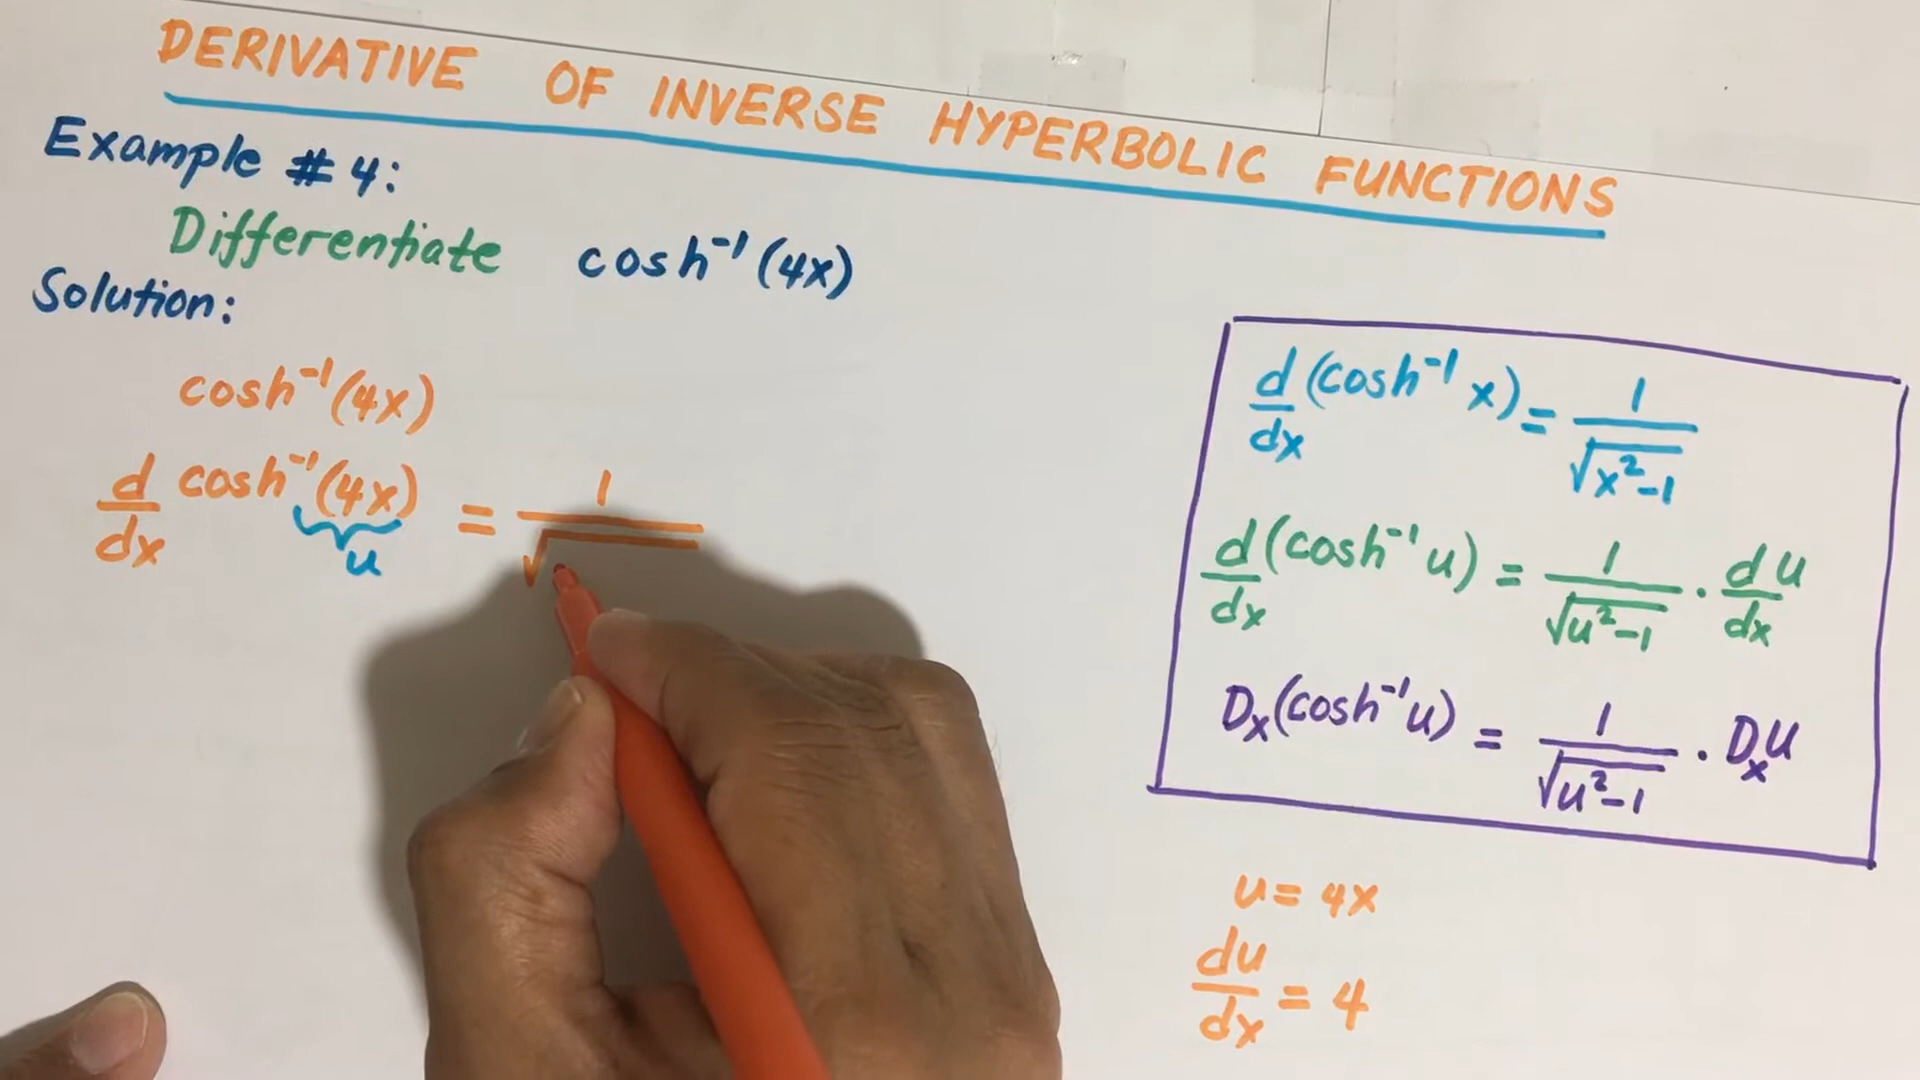 DERIVATIVE OF INVERSE HYPERBOLIC FUNCTIONS
Example # 4:
Differentiate cosh⁻¹(4x)
Solution:
cosh⁻¹(4x)
d/dx cosh⁻¹(4x) = 1/√
u
d/dx (cosh⁻¹ x) = 1/√(x²-1)
d/dx (cosh⁻¹ u) = 1/√(u²-1) · du/dx
Dₓ(cosh⁻¹u) = 1/√(u²-1) · Dₓu
u = 4x
du/dx = 4